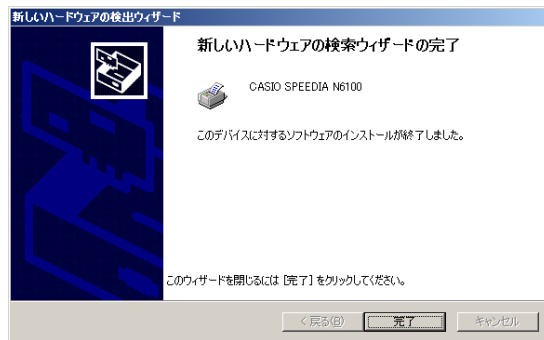 新しいハードウェアの検出ウィザード
新しいハードウェアの検索ウィザードの完了
CASIO SPEEDIA N6100
このデバイスに対するソフトウェアのインストールが終了しました。
このウィザードを閉じるには [完了] をクリックしてください。
< 戻る(B)
完了
キャンセル